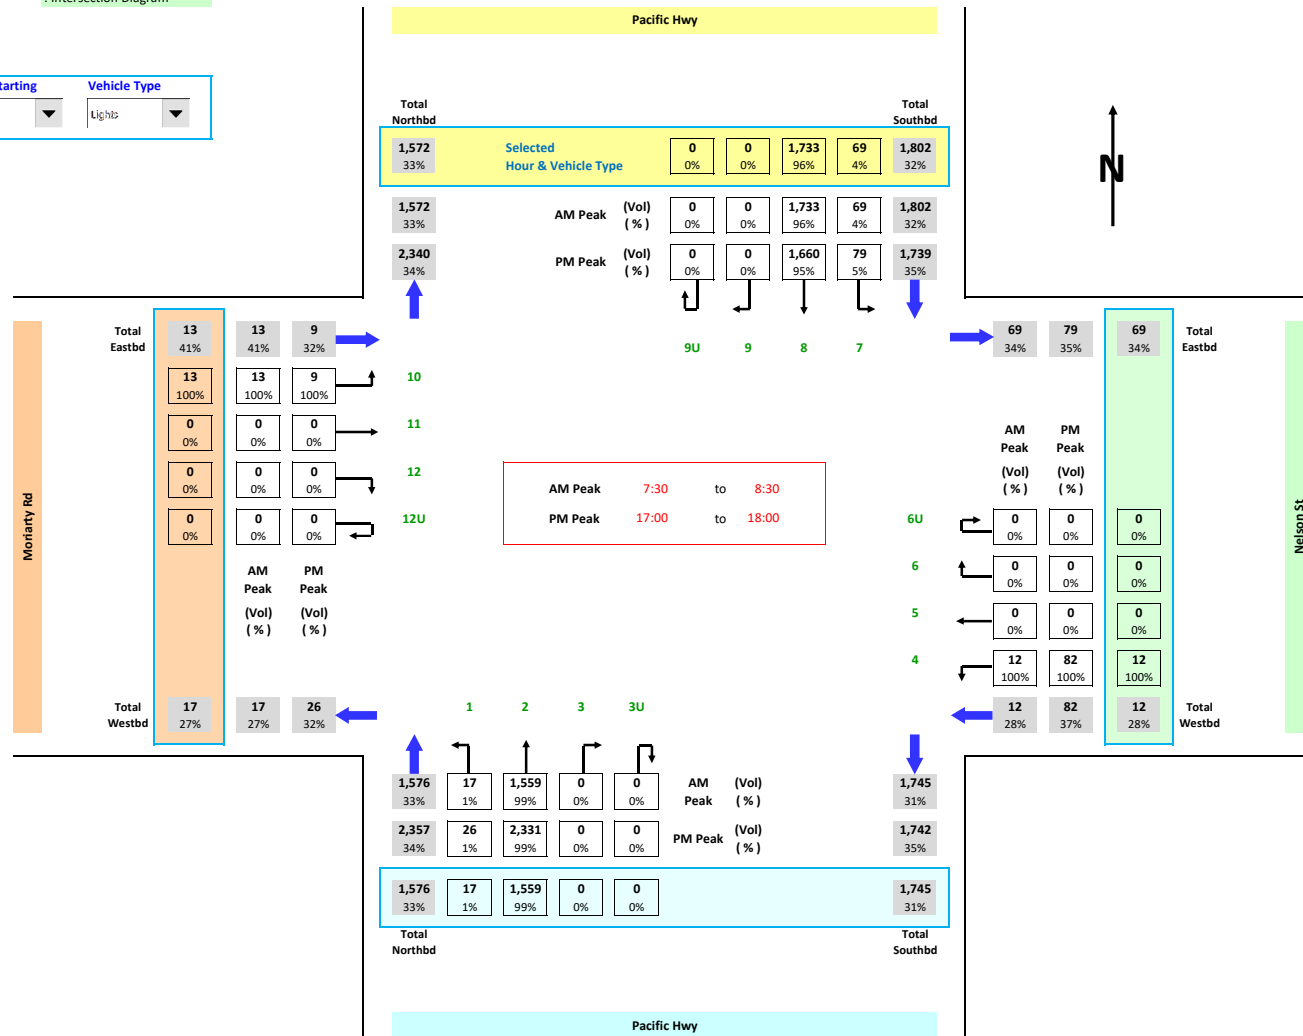 : Intersection Diagram
Pacific Hwy
tarting Vehicle Type
Lights
Total Northbd
Total Southbd
1,572 Selected 0 0 1,733 69 1,802
33% Hour & Vehicle Type 0% 0% 96% 4% 32%
N
1,572 AM Peak (Vol) 0 0 1,733 69 1,802
33% ( % ) 0% 0% 96% 4% 32%
2,340 PM Peak (Vol) 0 0 1,660 79 1,739
34% ( % ) 0% 0% 95% 5% 35%
9U 9 8 7
Total 13 13 9
Eastbd 41% 41% 32%
13 13 9 10
100% 100% 100%
0 0 0 11
0% 0% 0%
0 0 0 12
0% 0% 0%
0 0 0 12U
0% 0% 0%
AM PM
Peak Peak
(Vol) (Vol)
( % ) ( % )
Moriarty Rd
Total 17 17 26
Westbd 27% 27% 32%
AM Peak 7:30 to 8:30
PM Peak 17:00 to 18:00
69 79 69 Total
34% 35% 34% Eastbd
AM PM
Peak Peak
(Vol) (Vol)
( % ) ( % )
6U 0 0 0
0% 0% 0%
6 0 0 0
0% 0% 0%
5 0 0 0
0% 0% 0%
4 12 82 12
100% 100% 100%
12 82 12 Total
28% 37% 28% Westbd
Nelson St
1 2 3 3U
1,576 17 1,559 0 0 AM (Vol) 1,745
33% 1% 99% 0% 0% Peak ( % ) 31%
2,357 26 2,331 0 0 PM Peak (Vol) 1,742
34% 1% 99% 0% 0% ( % ) 35%
1,576 17 1,559 0 0 1,745
33% 1% 99% 0% 0% 31%
Total Total
Northbd Southbd
Pacific Hwy